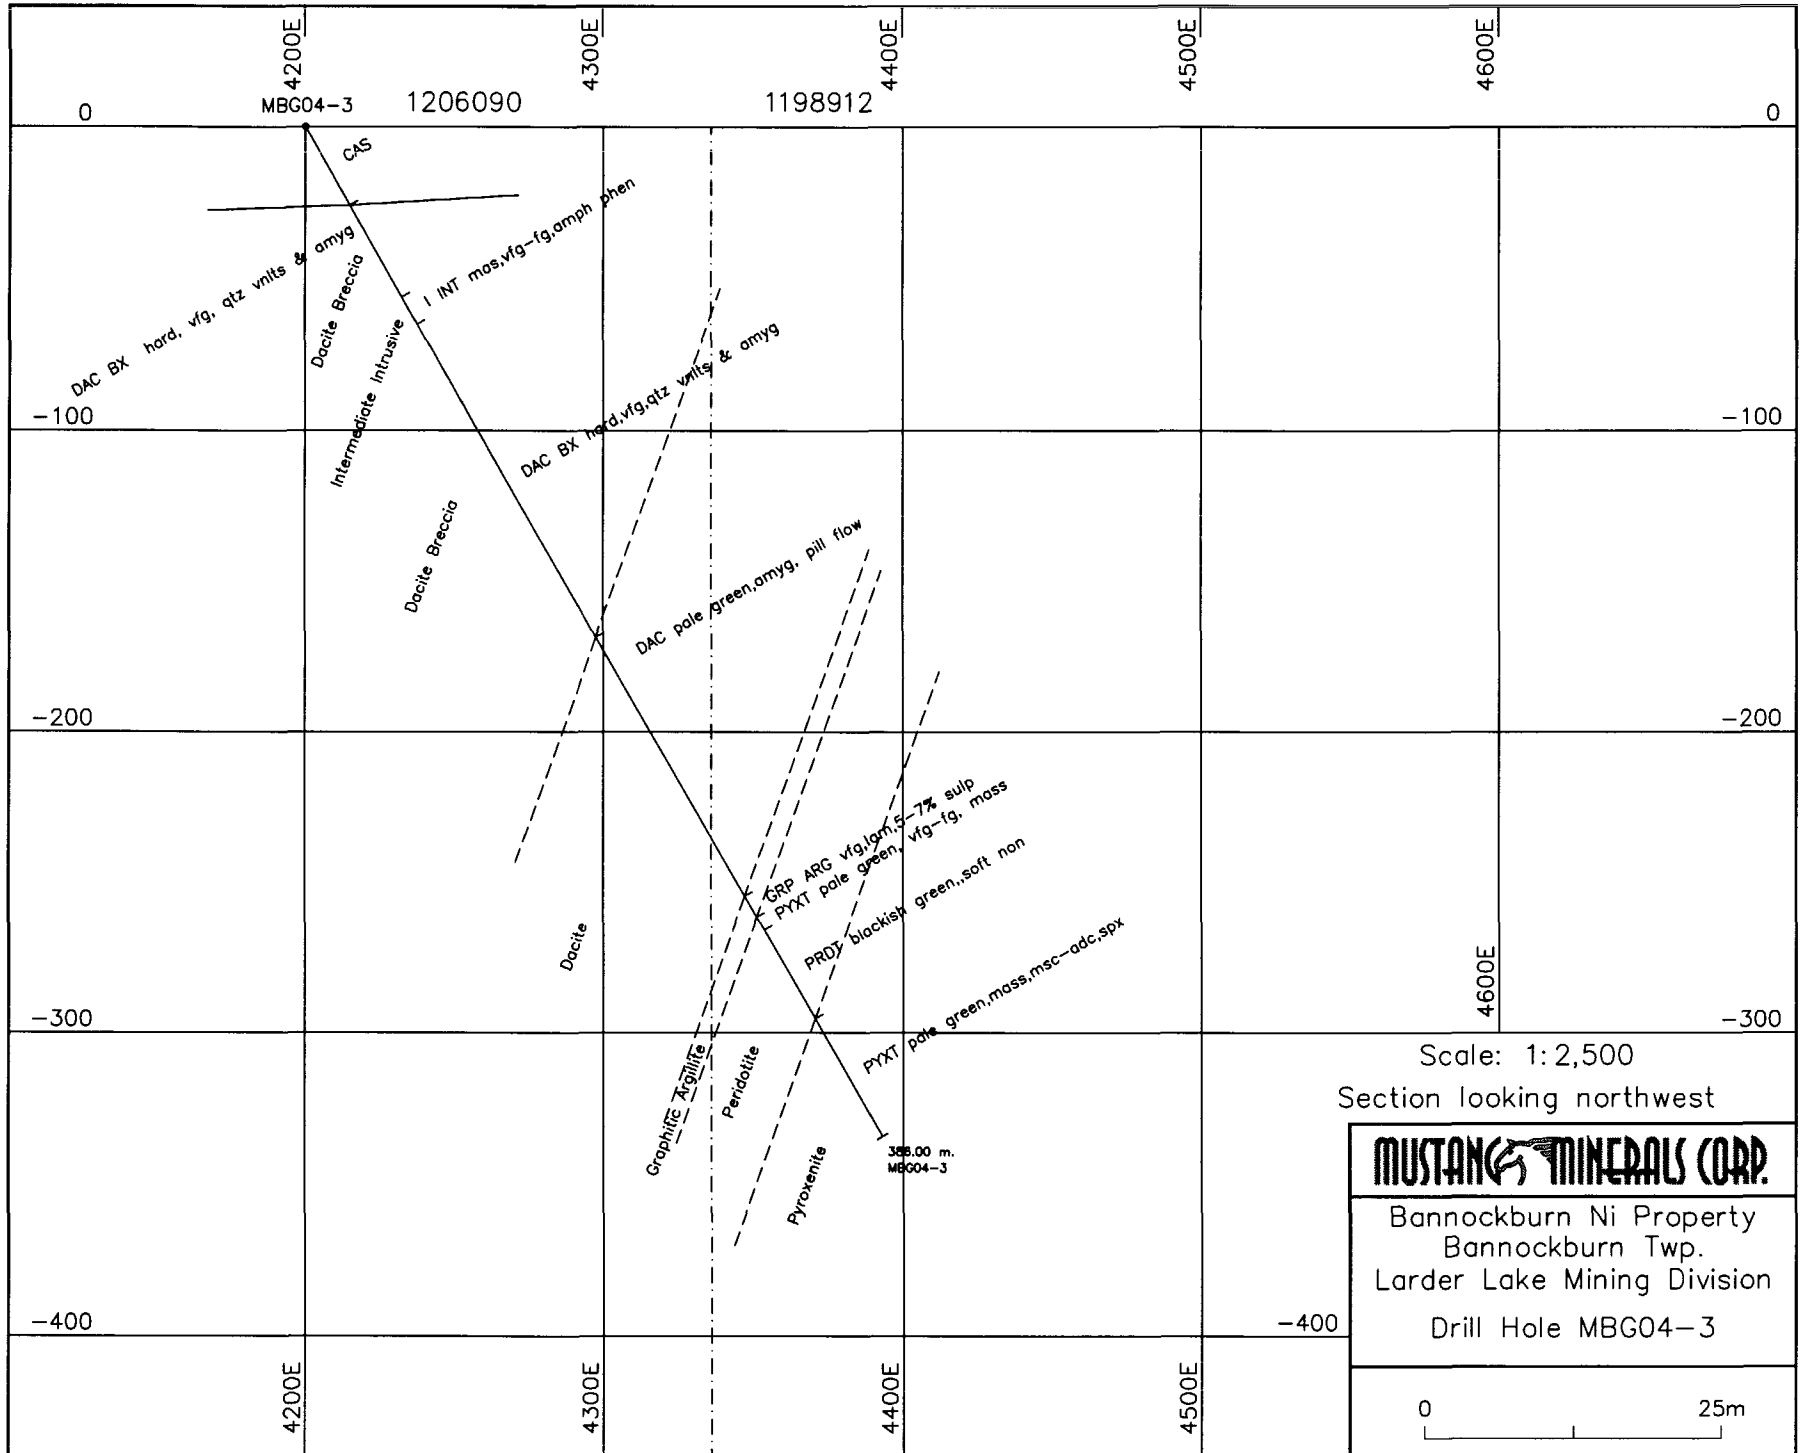 4200E
4300E
4400E
4500E
4600E
MBG04-3
1206090
1198912
0
0
CAS
I INT mas,vfg-fg,amph phen
DAC BX hard, vfg, qtz vnlts & amyg
Dacite Breccia
Intermediate Intrusive
DAC BX hard,vfg,qtz vnlts & amyg
-100
-100
Dacite Breccia
DAC pale green,amyg, pill flow
-200
-200
GRP ARG vfg,lam,5-7% sulp
PYXT pale green, vfg-fg, mass
PRDT blackish green,,soft non
Dacite
PYXT pale green,mass,msc-adc,spx
4600E
-300
-300
Graphitic Argillite
Peridotite
Pyroxenite
m.
MBG04-3
Scale: 1:2,500
Section looking northwest
MUSTANG MINERALS CORP.
Bannockburn Ni Property
Bannockburn Twp.
Larder Lake Mining Division
Drill Hole MBG04-3
-400
-400
4200E
4300E
4400E
4500E
0
25m